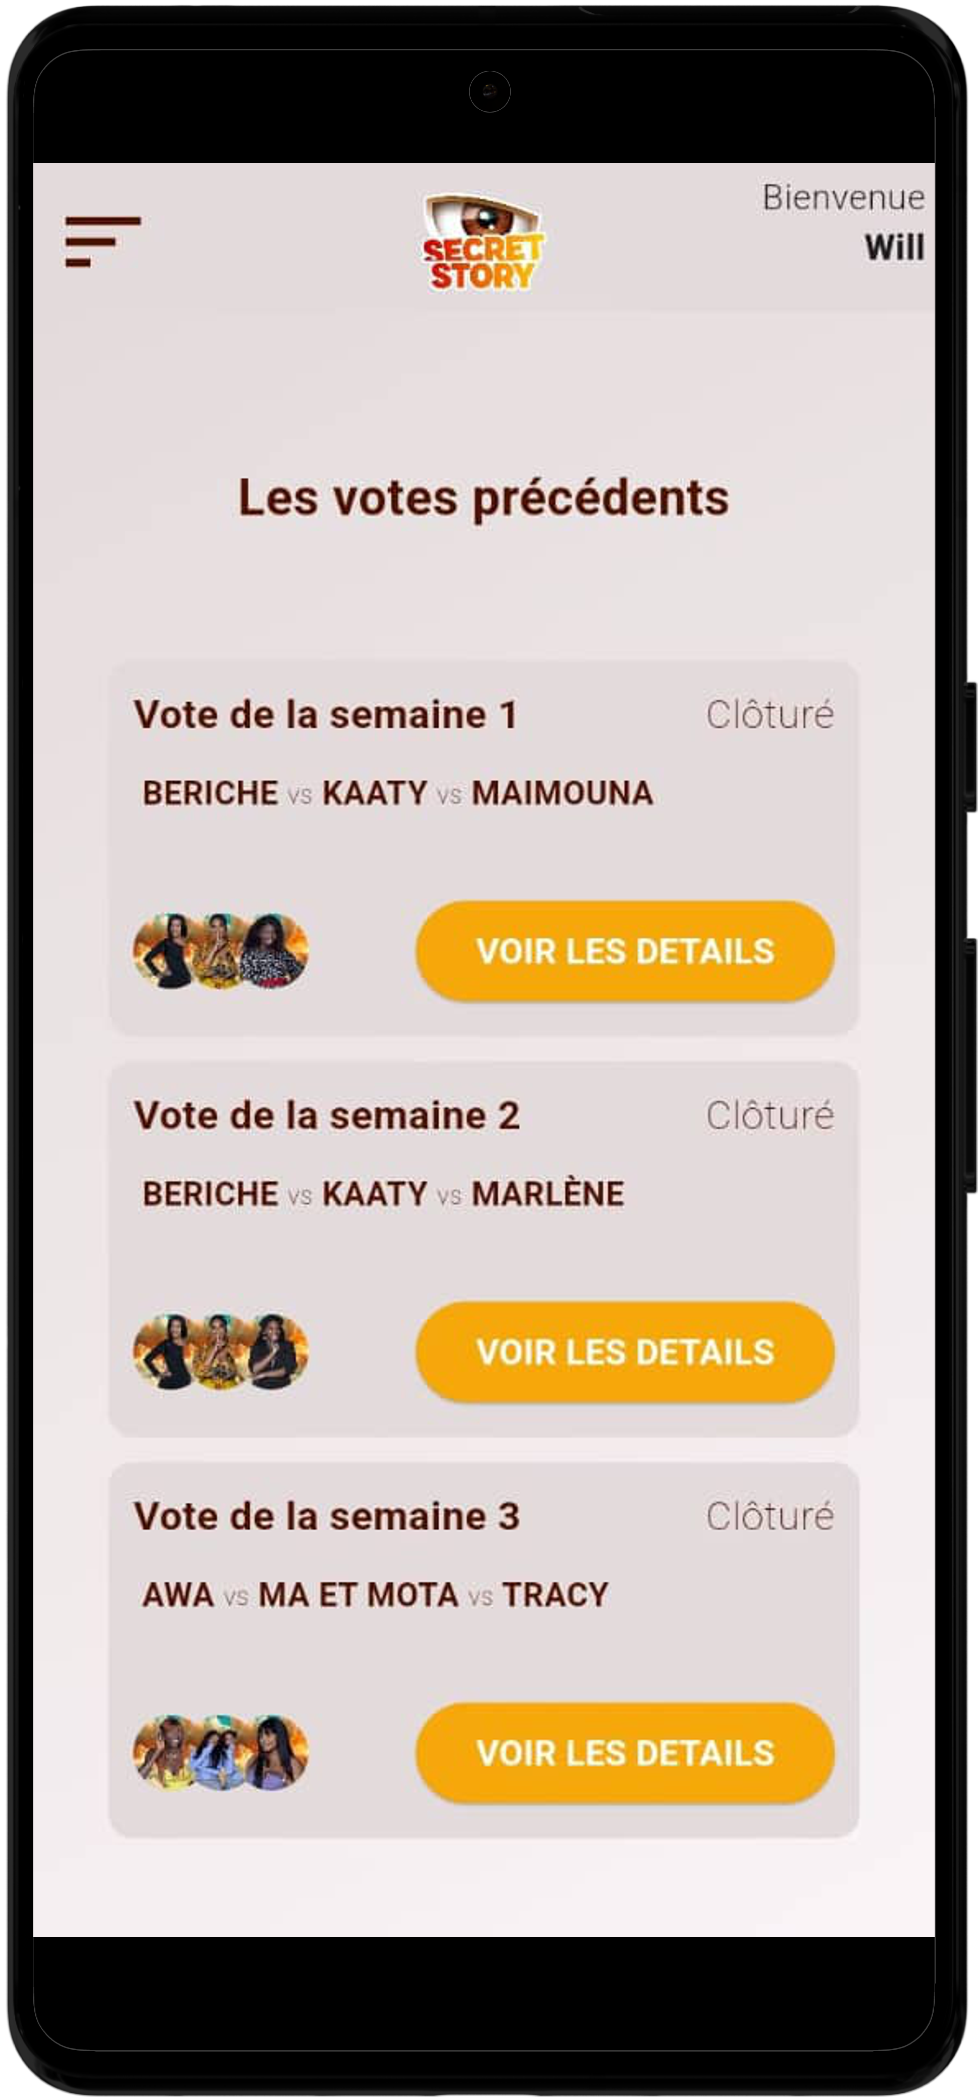 Bienvenue
Will
SECRET
STORY
Les votes précédents
Vote de la semaine 1 Clôturé
BERICHE vs KAATY vs MAIMOUNA
VOIR LES DETAILS
Vote de la semaine 2 Clôturé
BERICHE vs KAATY vs MARLÈNE
VOIR LES DETAILS
Vote de la semaine 3 Clôturé
AWA vs MA ET MOTA vs TRACY
VOIR LES DETAILS